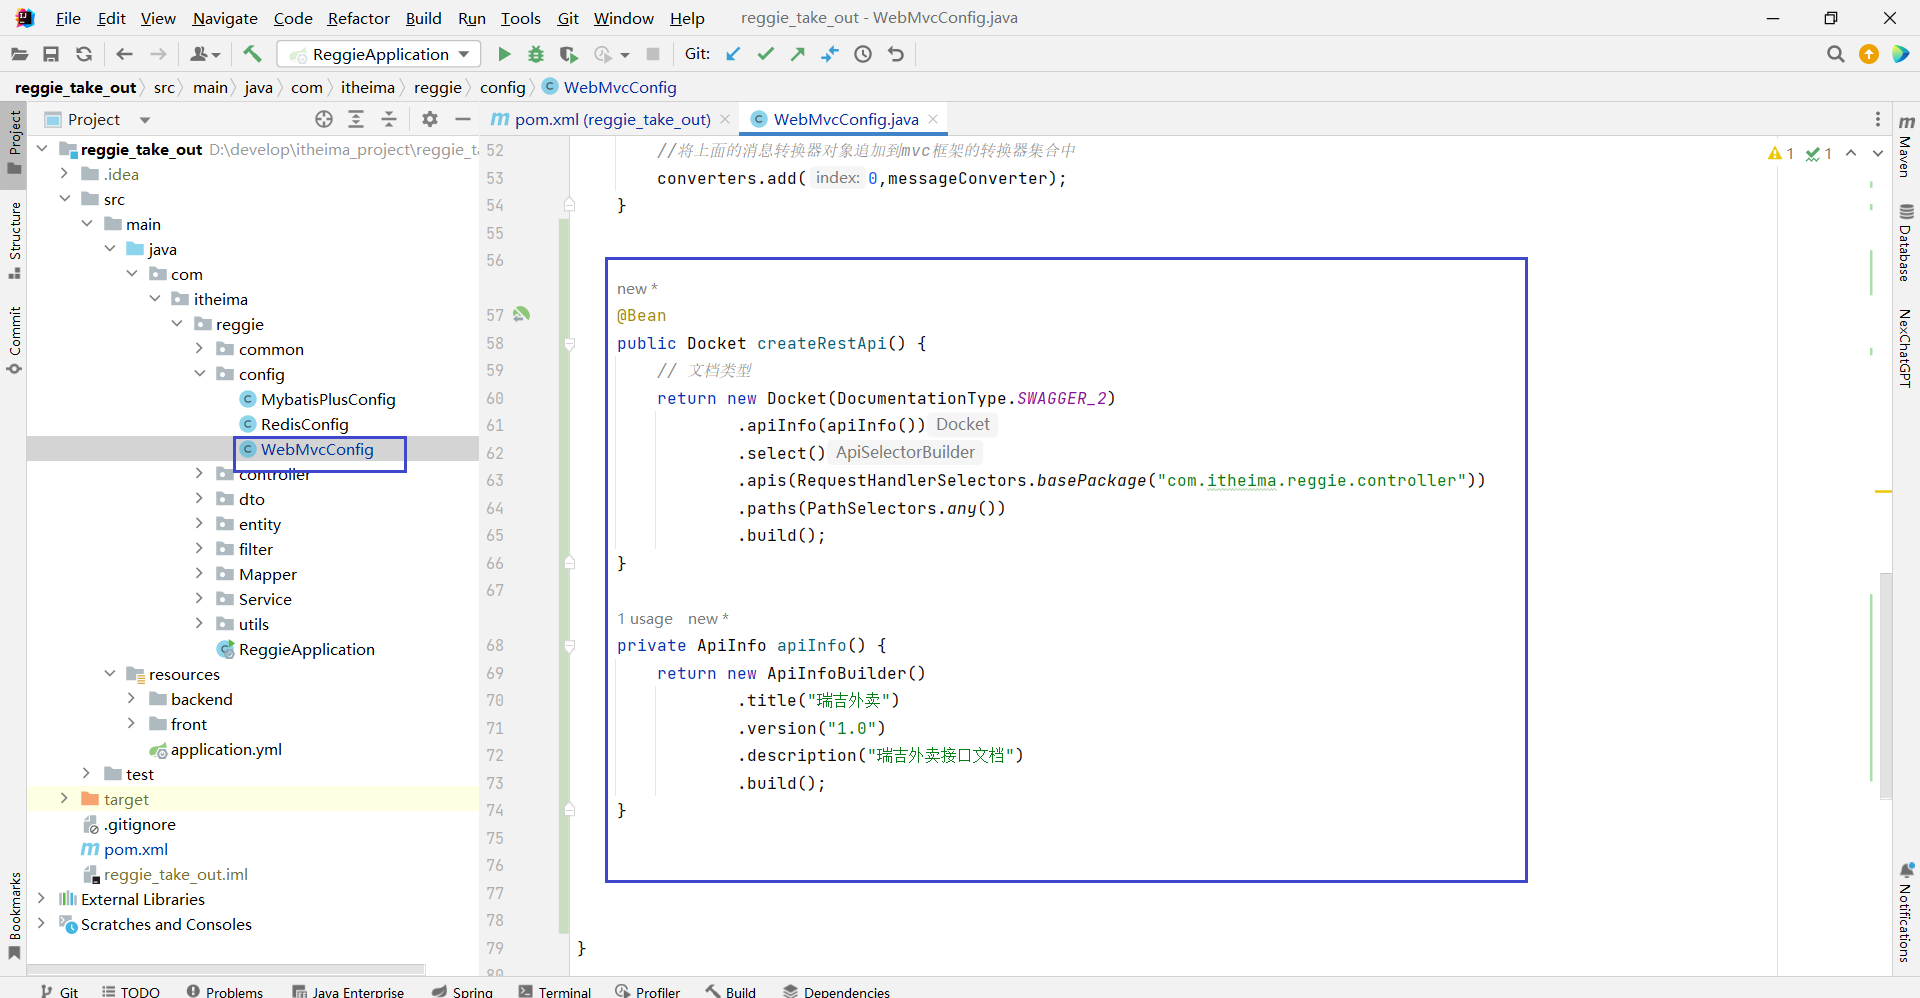 File Edit View Navigate Code Refactor Build Run Tools Git Window Help reggie_take_out - WebMvcConfig.java
ReggieApplication Git:
reggie_take_out src main java com itheima reggie config WebMvcConfig
Project
pom.xml (reggie_take_out) WebMvcConfig.java
Project
Structure
Commit
Bookmarks
reggie_take_out D:\develop\itheima_project\reggie_ta
.idea
src
main
java
com
itheima
reggie
common
config
MybatisPlusConfig
RedisConfig
WebMvcConfig
controller
dto
entity
filter
Mapper
Service
utils
ReggieApplication
resources
backend
front
application.yml
test
target
.gitignore
pom.xml
reggie_take_out.iml
External Libraries
Scratches and Consoles
1 1
52 //将上面的消息转换器对象追加到mvc框架的转换器集合中
53 converters.add( index: 0,messageConverter);
54 }
55
56
new *
57 @Bean
58 public Docket createRestApi() {
59 // 文档类型
60 return new Docket(DocumentationType.SWAGGER_2)
61 .apiInfo(apiInfo()) Docket
62 .select() ApiSelectorBuilder
63 .apis(RequestHandlerSelectors.basePackage("com.itheima.reggie.controller"))
64 .paths(PathSelectors.any())
65 .build();
66 }
67
1 usage new *
68 private ApiInfo apiInfo() {
69 return new ApiInfoBuilder()
70 .title("瑞吉外卖")
71 .version("1.0")
72 .description("瑞吉外卖接口文档")
73 .build();
74 }
75
76
77
78
79 }
80
Maven
Database
NexChatGPT
Notifications
Git TODO Problems Java Enterprise Spring Terminal Profiler Build Dependencies